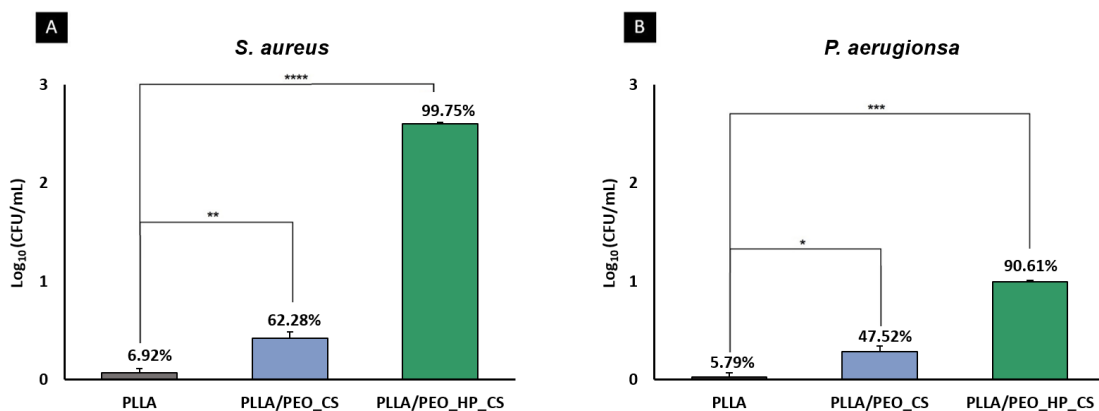 A
S. aureus
Log10(CFU/mL)
3
2
1
0
****
**
6.92%
62.28%
99.75%
PLLA
PLLA/PEO_CS
PLLA/PEO_HP_CS
B
P. aerugionsa
Log10(CFU/mL)
3
2
1
0
***
*
5.79%
47.52%
90.61%
PLLA
PLLA/PEO_CS
PLLA/PEO_HP_CS